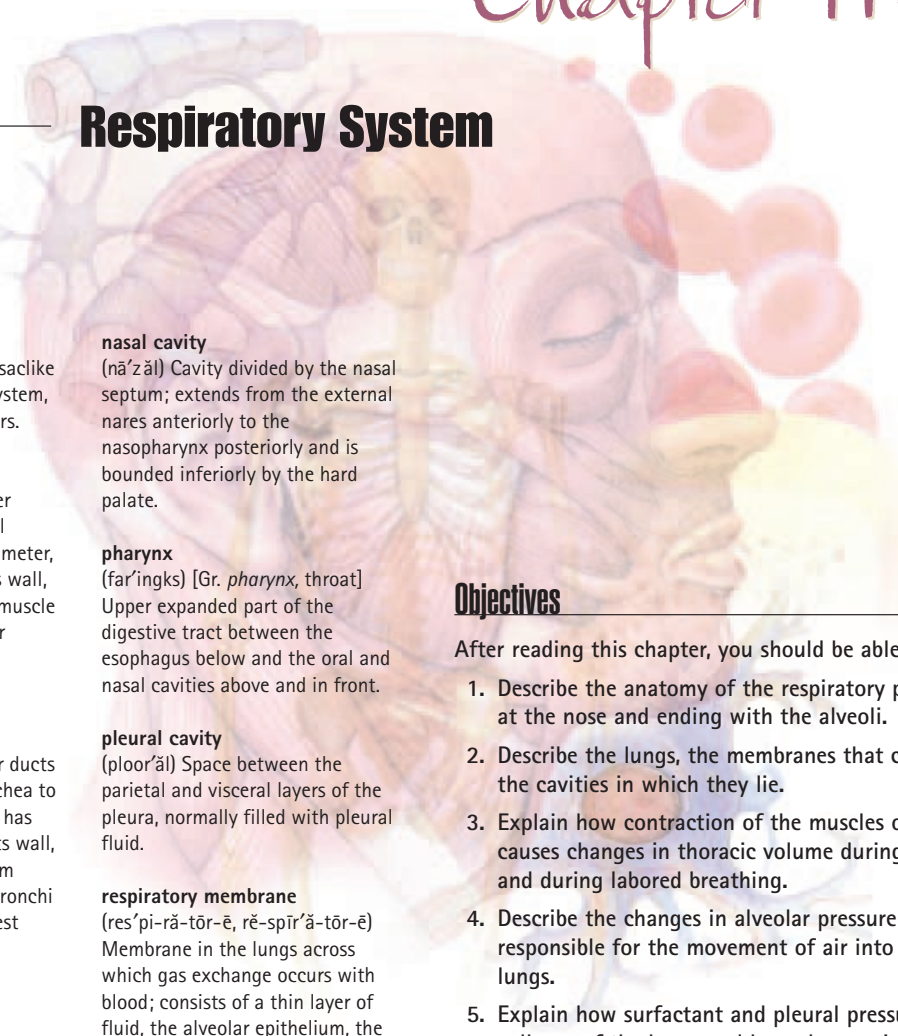 Chapter
Respiratory System
saclike
ystem,
rs.
er
l
meter,
s wall,
muscle
r
r ducts
chea to
has
ts wall,
m
ronchi
est
nasal cavity
(nā′zăl) Cavity divided by the nasal
septum; extends from the external
nares anteriorly to the
nasopharynx posteriorly and is
bounded inferiorly by the hard
palate.
pharynx
(far′ingks) [Gr. pharynx, throat]
Upper expanded part of the
digestive tract between the
esophagus below and the oral and
nasal cavities above and in front.
pleural cavity
(ploor′ăl) Space between the
parietal and visceral layers of the
pleura, normally filled with pleural
fluid.
respiratory membrane
(res′pi-ră-tōr-ē, rĕ-spīr′ă-tōr-ē)
Membrane in the lungs across
which gas exchange occurs with
blood; consists of a thin layer of
fluid, the alveolar epithelium, the
Objectives
After reading this chapter, you should be able
1. Describe the anatomy of the respiratory p
at the nose and ending with the alveoli.
2. Describe the lungs, the membranes that c
the cavities in which they lie.
3. Explain how contraction of the muscles o
causes changes in thoracic volume during
and during labored breathing.
4. Describe the changes in alveolar pressure
responsible for the movement of air into
lungs.
5. Explain how surfactant and pleural pressu